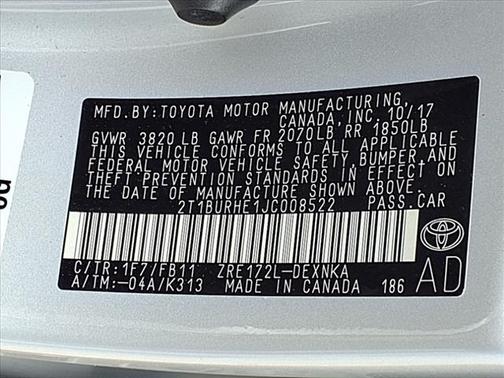 MFD. BY: TOYOTA MOTOR MANUFACTURING
CANADA, INC. 10/17
GVWR 3820 LB GAWR FR 2070LB, RR 1850LB
THIS VEHICLE CONFORMS TO ALL APPLICABLE
FEDERAL MOTOR VEHICLE SAFETY, BUMPER, AND
THEFT PREVENTION STANDARDS IN EFFECT ON
THE DATE OF MANUFACTURE SHOWN ABOVE.
2T1BURHE1JC008522 PASS. CAR
C/TR: 1F7/FB11 ZRE172L-DEXNKA
A/TM: -04A/K313 MADE IN CANADA 186
AD